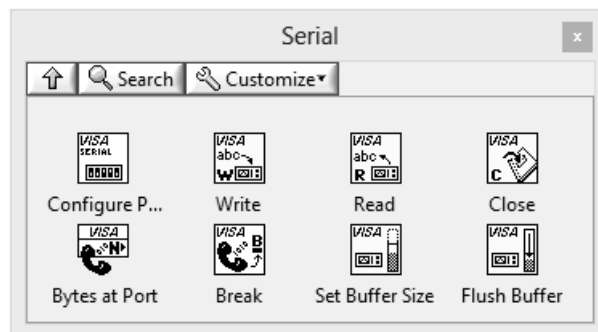 Serial
x
Search Customize
VISA SERIAL VISA abc W VISA abc R VISA C
Configure P... Write Read Close
VISA N VISA B VISA VISA
Bytes at Port Break Set Buffer Size Flush Buffer